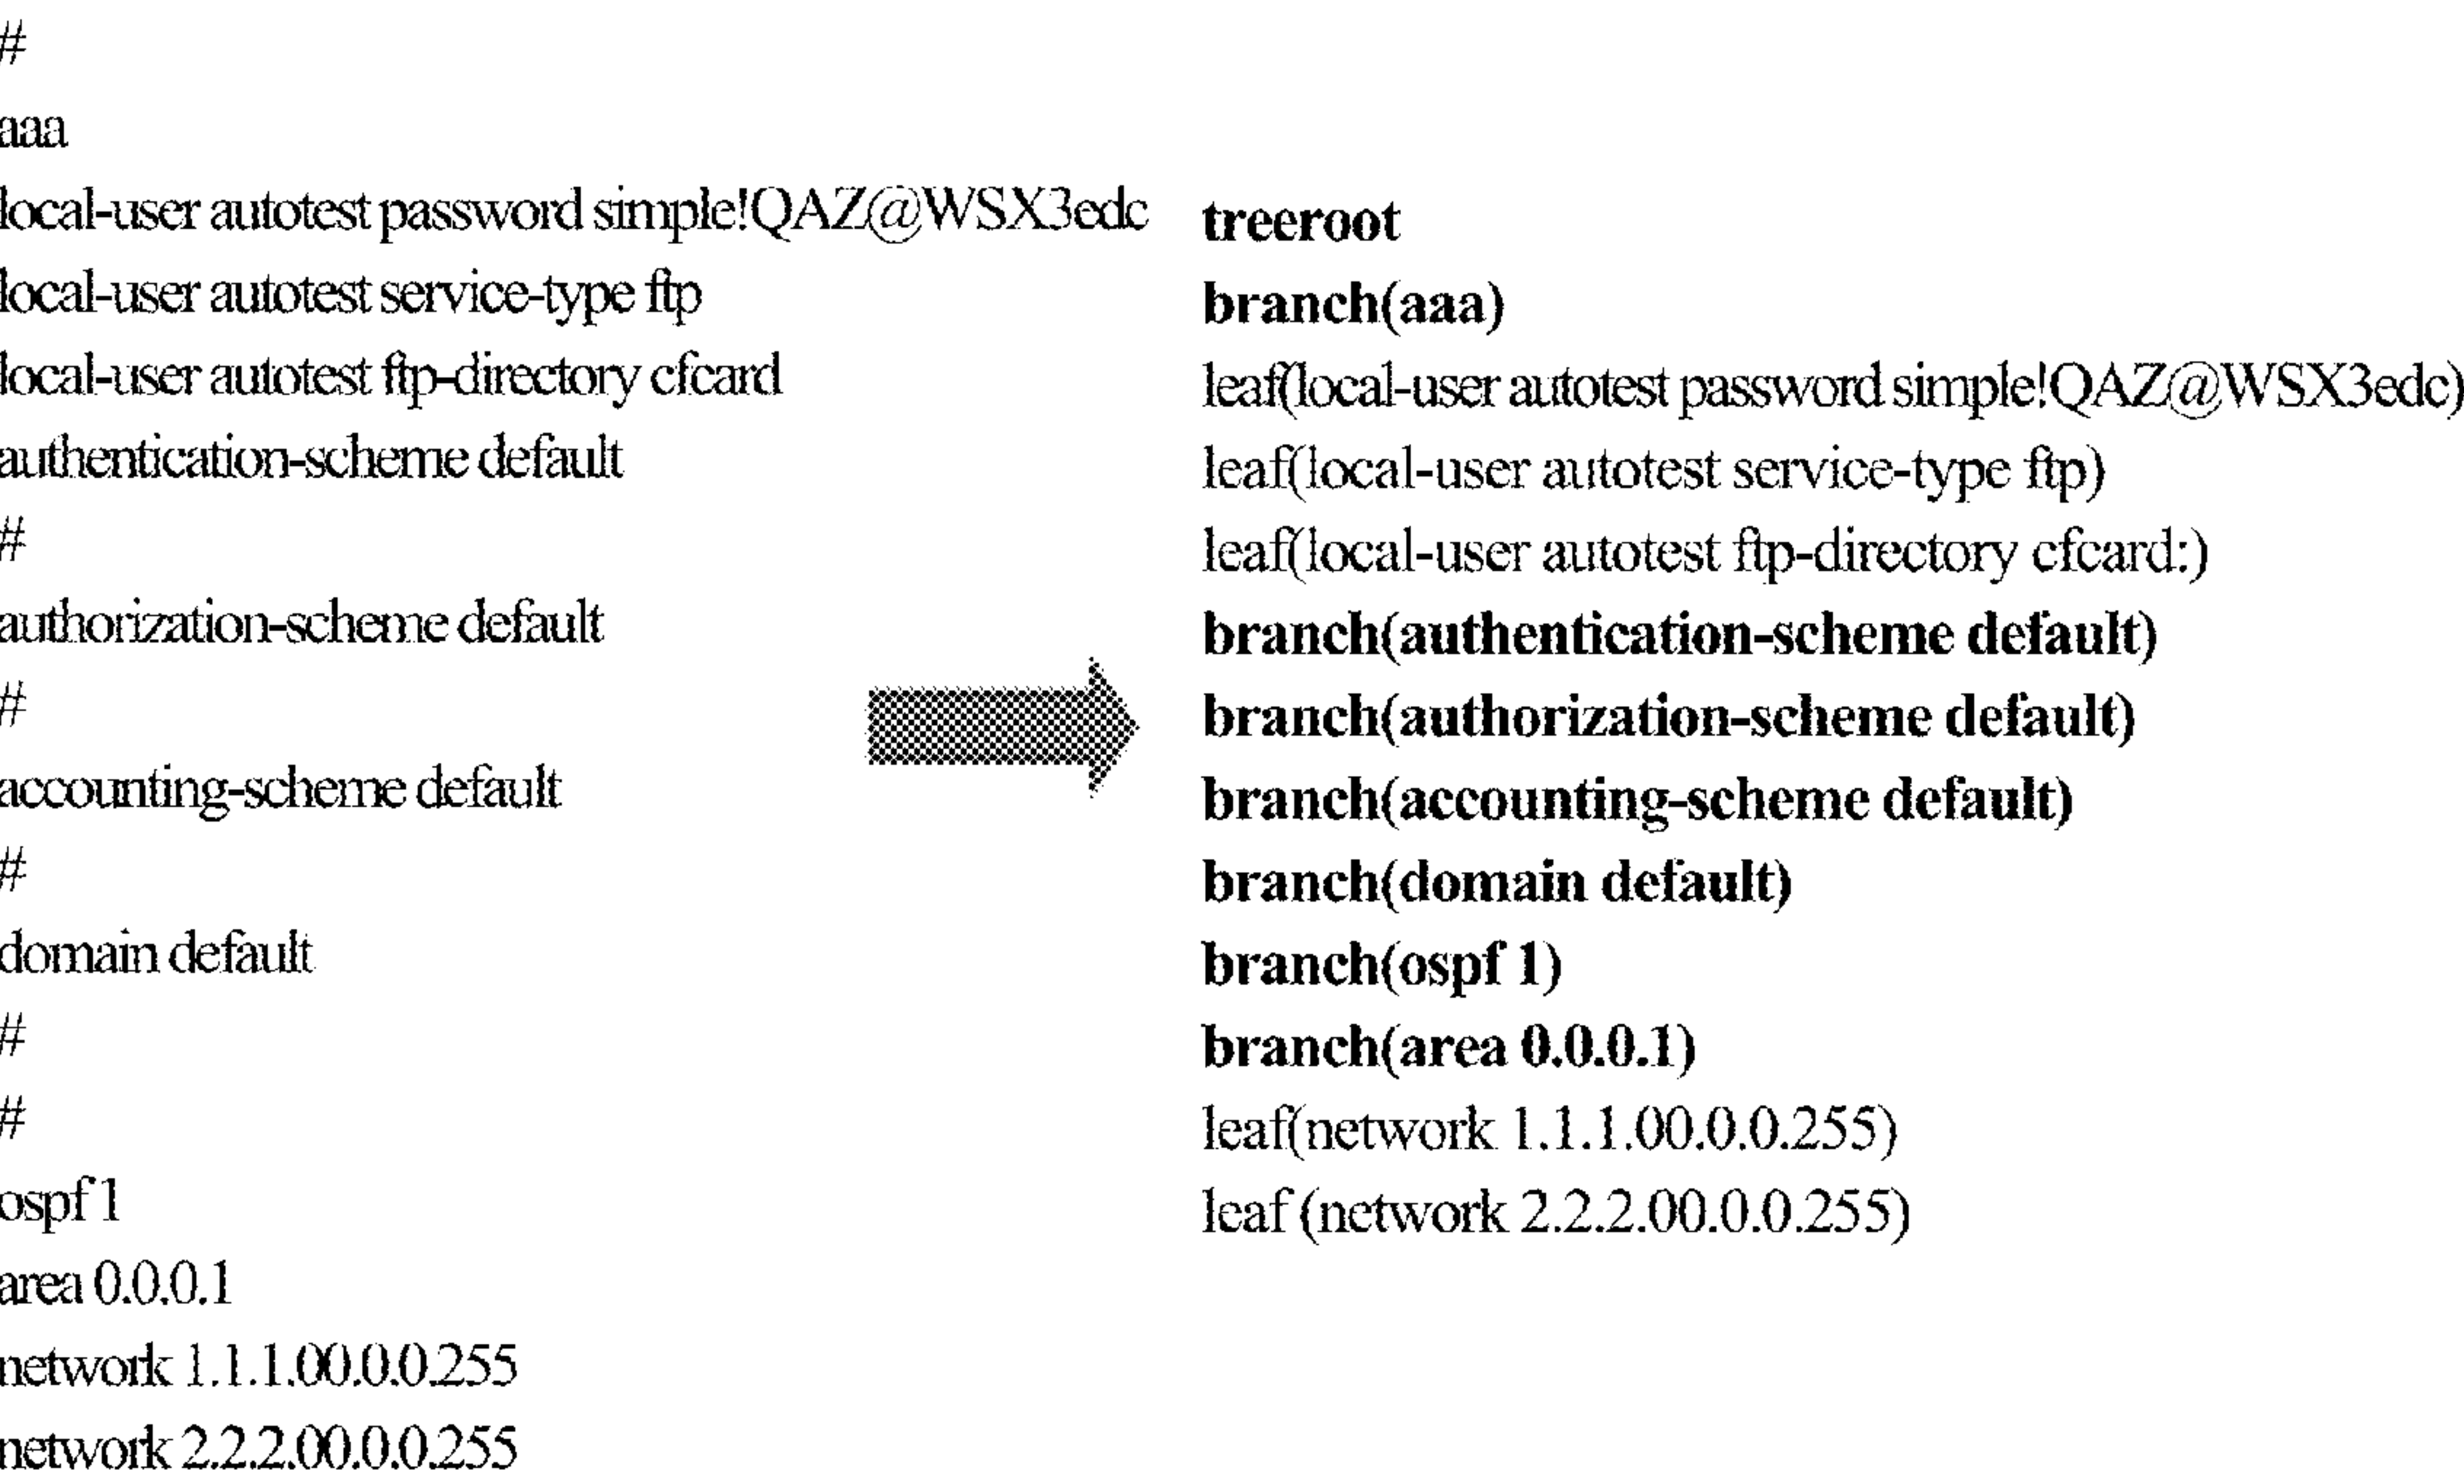 #
aaa
local-user autotest password simple!QAZ@WSX3edc
local-user autotest service-type ftp
local-user autotest ftp-directory cfcard
authentication-scheme default
#
authorization-scheme default
#
accounting-scheme default
#
domain default
#
#
ospf 1
area 0.0.0.1
network 1.1.1.00.0.0.255
network 2.2.2.00.0.0.255
treeroot
branch(aaa)
leaf(local-user autotest password simple!QAZ@WSX3edc)
leaf(local-user autotest service-type ftp)
leaf(local-user autotest ftp-directory cfcard:)
branch(authentication-scheme default)
branch(authorization-scheme default)
branch(accounting-scheme default)
branch(domain default)
branch(ospf 1)
branch(area 0.0.0.1)
leaf(network 1.1.1.00.0.0.255)
leaf (network 2.2.2.00.0.0.255)